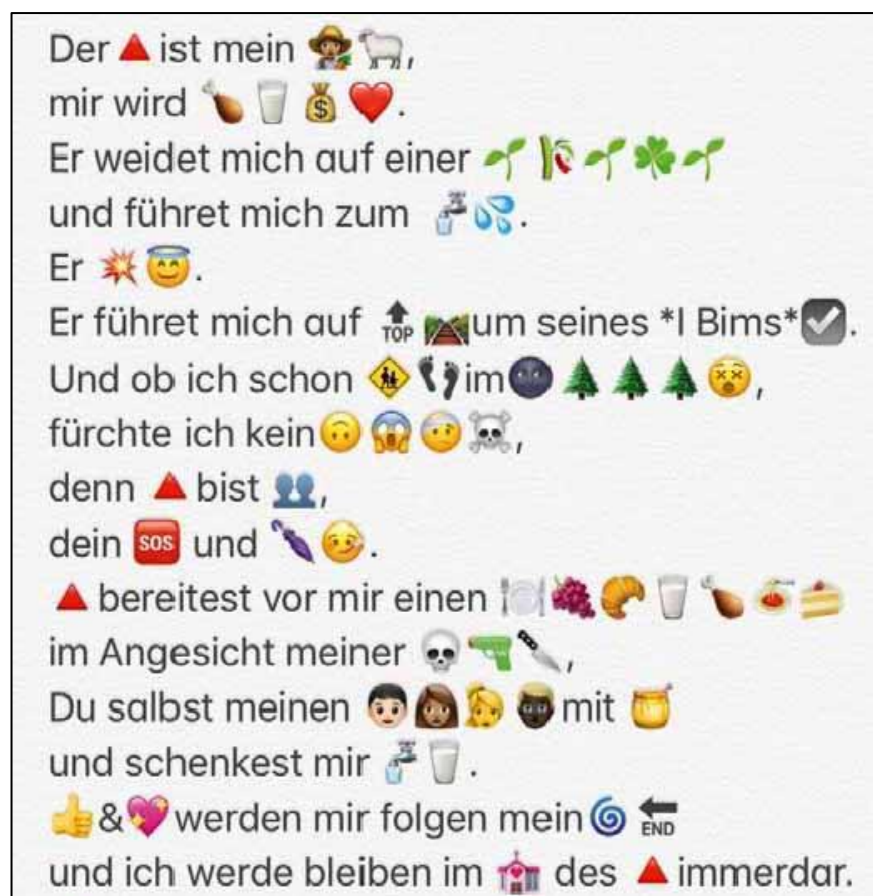 Der 🔺 ist mein 👩🏽‍🌾🐑,
mir wird 🍗🥛💰❤️.
Er weidet mich auf einer 🌱🎋🌱☘️🌱
und führet mich zum 🚰💦.
Er 💥😇.
Er führet mich auf 🔝🛤️um seines *I Bims*☑️.
Und ob ich schon 🚸👣im🌚🌲🌲🌲😵,
fürchte ich kein🙃😱🤕☠️,
denn 🔺bist 👥,
dein 🆘 und 🌂🤒.
🔺bereitest vor mir einen 🍽️🍇🥐🥛🍗🍝🍰
im Angesicht meiner 💀🔫🔪,
Du salbst meinen 👦🏻👩🏽👱‍♀️👱🏿mit 🍯
und schenkest mir 🚰🥛.
👍&💖werden mir folgen mein🌀🔚
und ich werde bleiben im 💒 des 🔺immerdar.